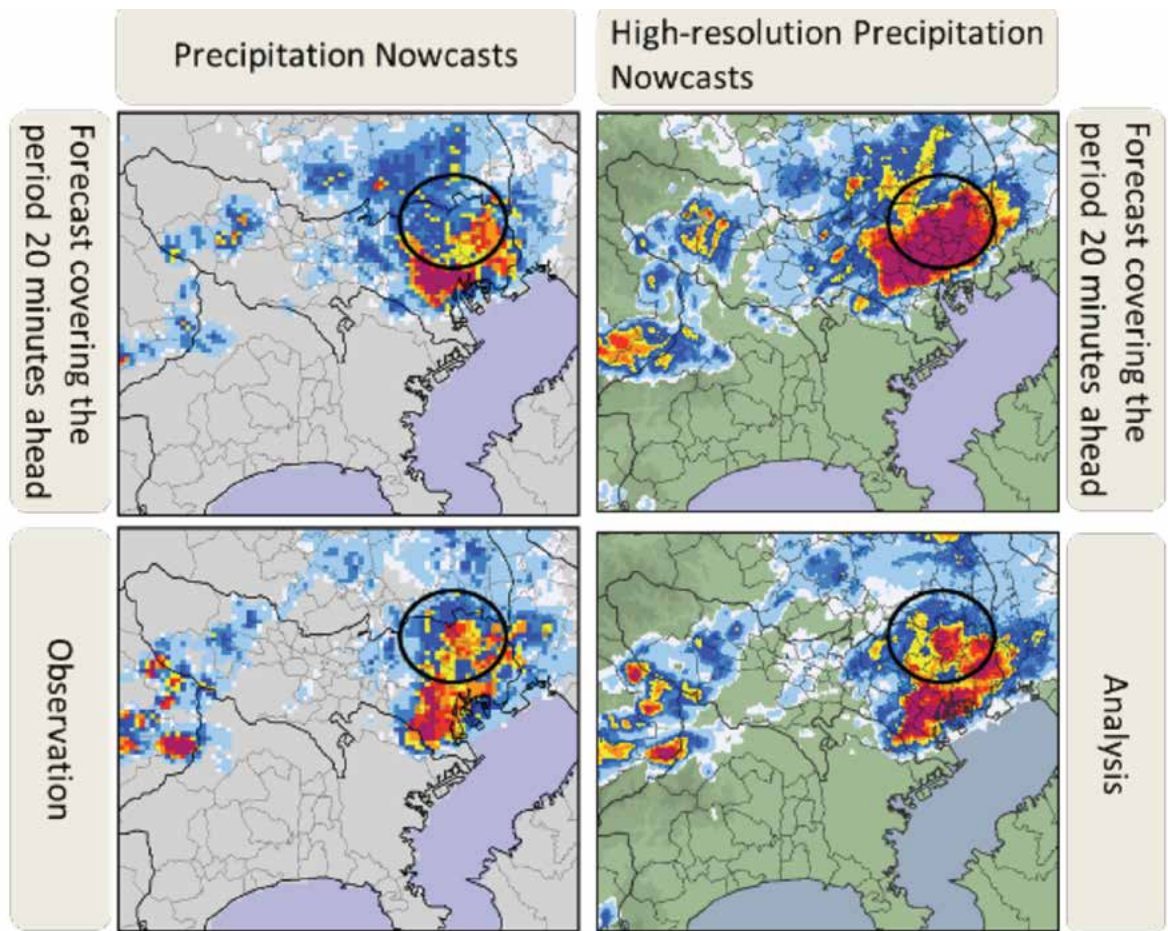 Precipitation Nowcasts
High-resolution Precipitation
Nowcasts
Forecast covering the
period 20 minutes ahead
Forecast covering the
period 20 minutes ahead
Observation
Analysis